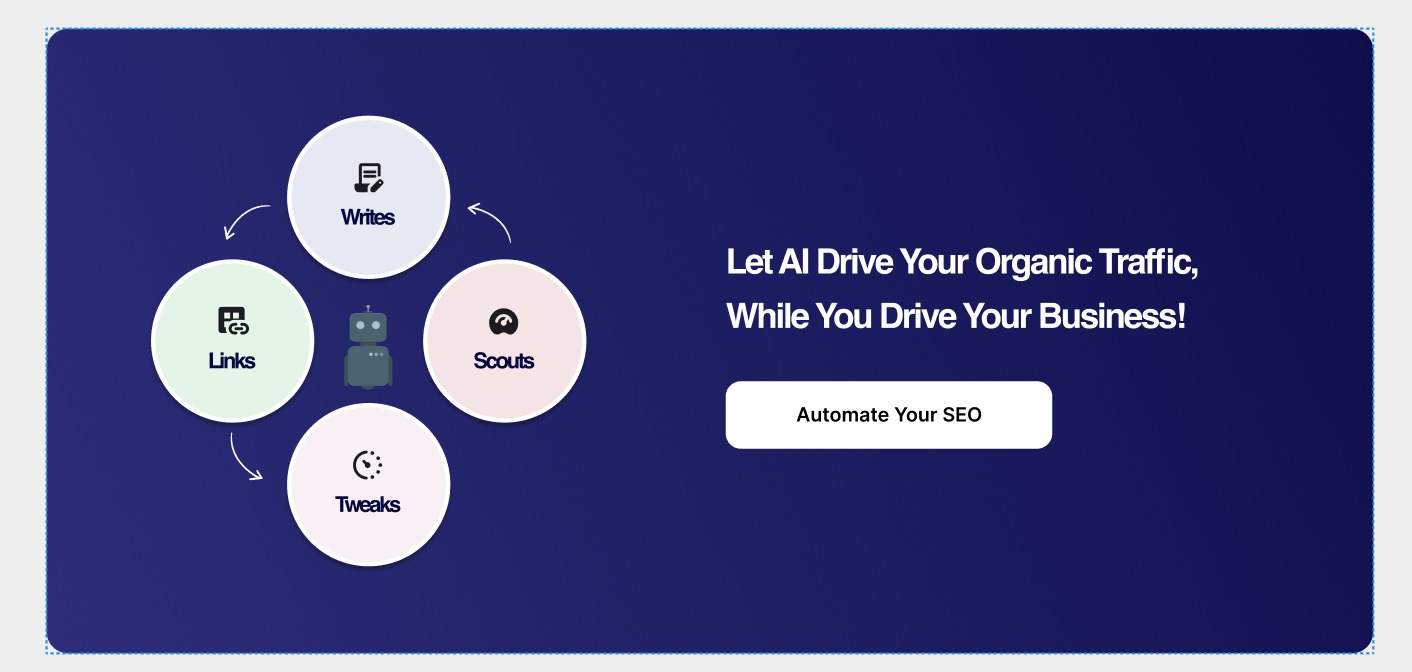 Writes
Links
Scouts
Tweaks
Let AI Drive Your Organic Traffic,
While You Drive Your Business!
Automate Your SEO